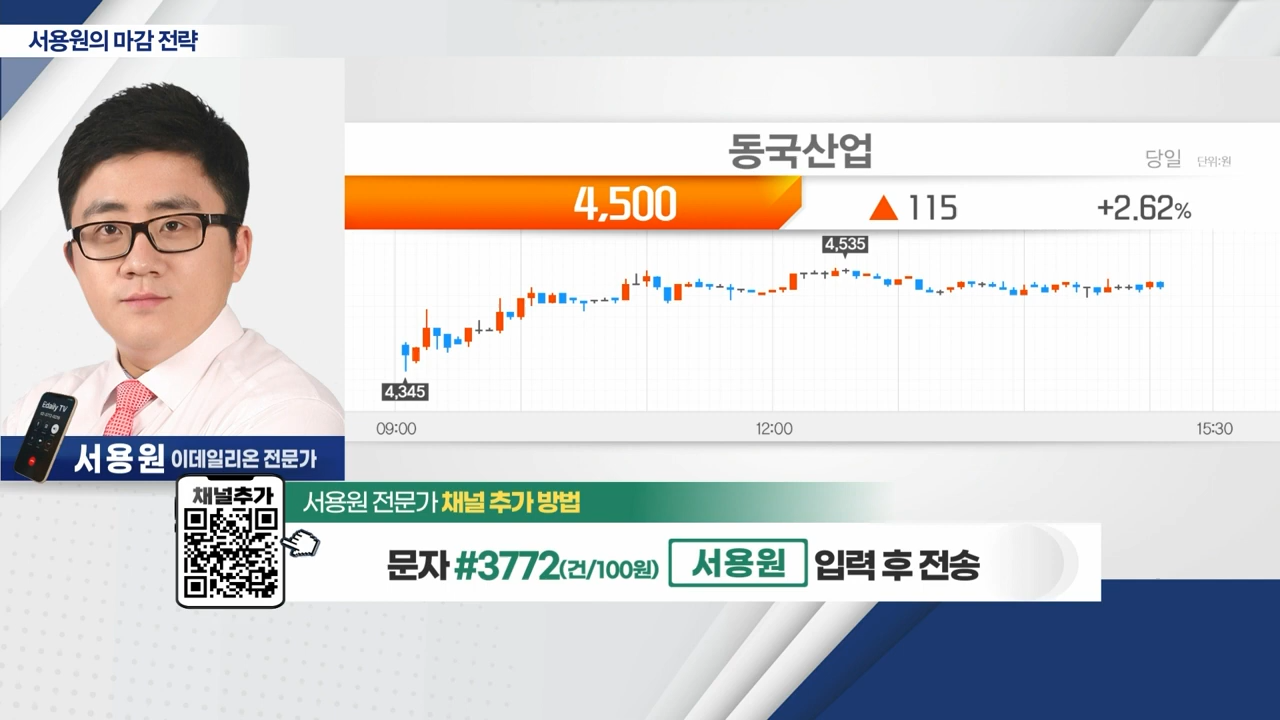 서용원의 마감 전략
동국산업
당일 단위:원
4,500 ▲ 115 +2.62%
4,535
4,345
09:00 12:00 15:30
Edaily TV
서용원 이데일리온 전문가
채널추가
서용원 전문가 채널 추가 방법
문자 #3772(건/100원) 서용원 입력 후 전송